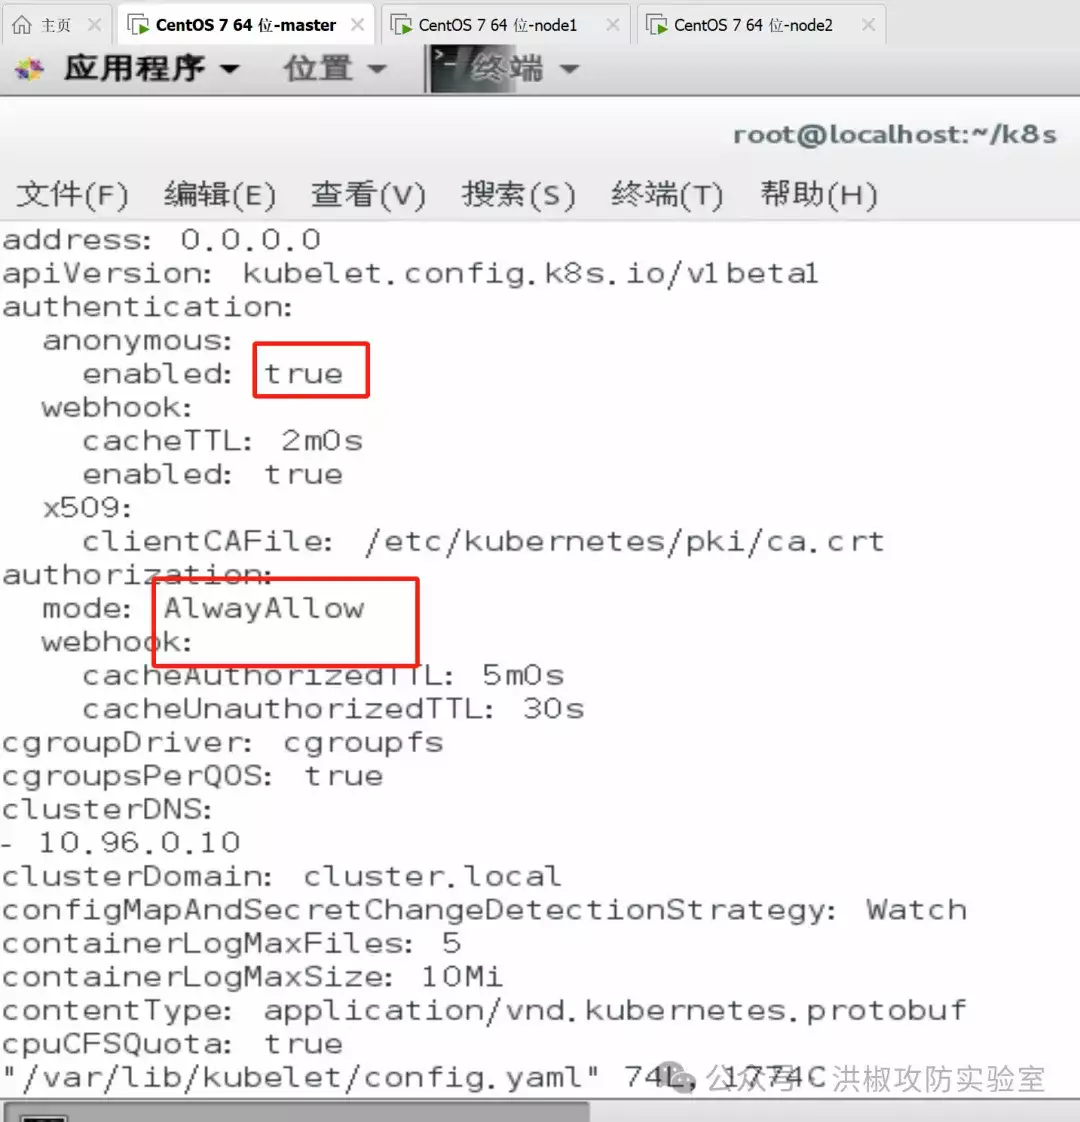 主页
CentOS 7 64 位-master
CentOS 7 64 位-node1
CentOS 7 64 位-node2
应用程序
位置
终端
root@localhost:~/k8s
文件(F) 编辑(E) 查看(V) 搜索(S) 终端(T) 帮助(H)
address: 0.0.0.0
apiVersion: kubelet.config.k8s.io/v1beta1
authentication:
  anonymous:
    enabled: true
  webhook:
    cacheTTL: 2m0s
    enabled: true
  x509:
    clientCAFile: /etc/kubernetes/pki/ca.crt
authorization:
  mode: AlwayAllow
  webhook:
    cacheAuthorizedTTL: 5m0s
    cacheUnauthorizedTTL: 30s
cgroupDriver: cgroupfs
cgroupsPerQOS: true
clusterDNS:
- 10.96.0.10
clusterDomain: cluster.local
configMapAndSecretChangeDetectionStrategy: Watch
containerLogMaxFiles: 5
containerLogMaxSize: 10Mi
contentType: application/vnd.kubernetes.protobuf
cpuCFSQuota: true
"/var/lib/kubelet/config.yaml" 74L, 1774C
公众号 · 洪椒攻防实验室